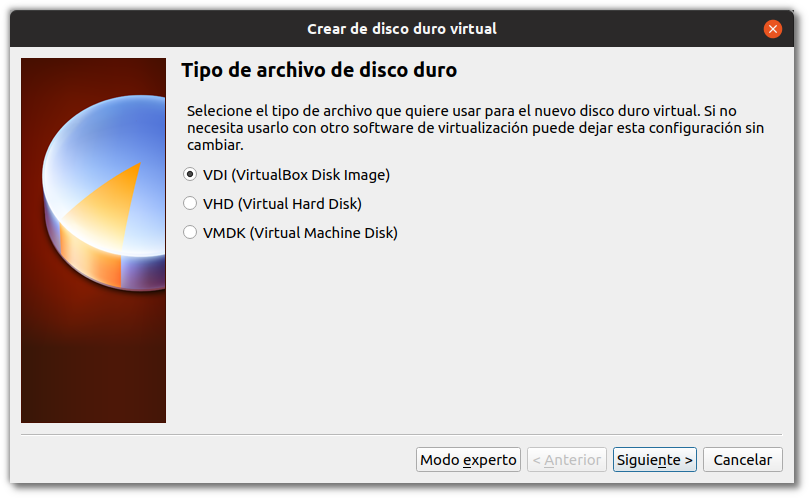 Crear de disco duro virtual
Tipo de archivo de disco duro
Selecione el tipo de archivo que quiere usar para el nuevo disco duro virtual. Si no
necesita usarlo con otro software de virtualización puede dejar esta configuración sin
cambiar.
VDI (VirtualBox Disk Image)
VHD (Virtual Hard Disk)
VMDK (Virtual Machine Disk)
Modo experto
< Anterior
Siguiente >
Cancelar